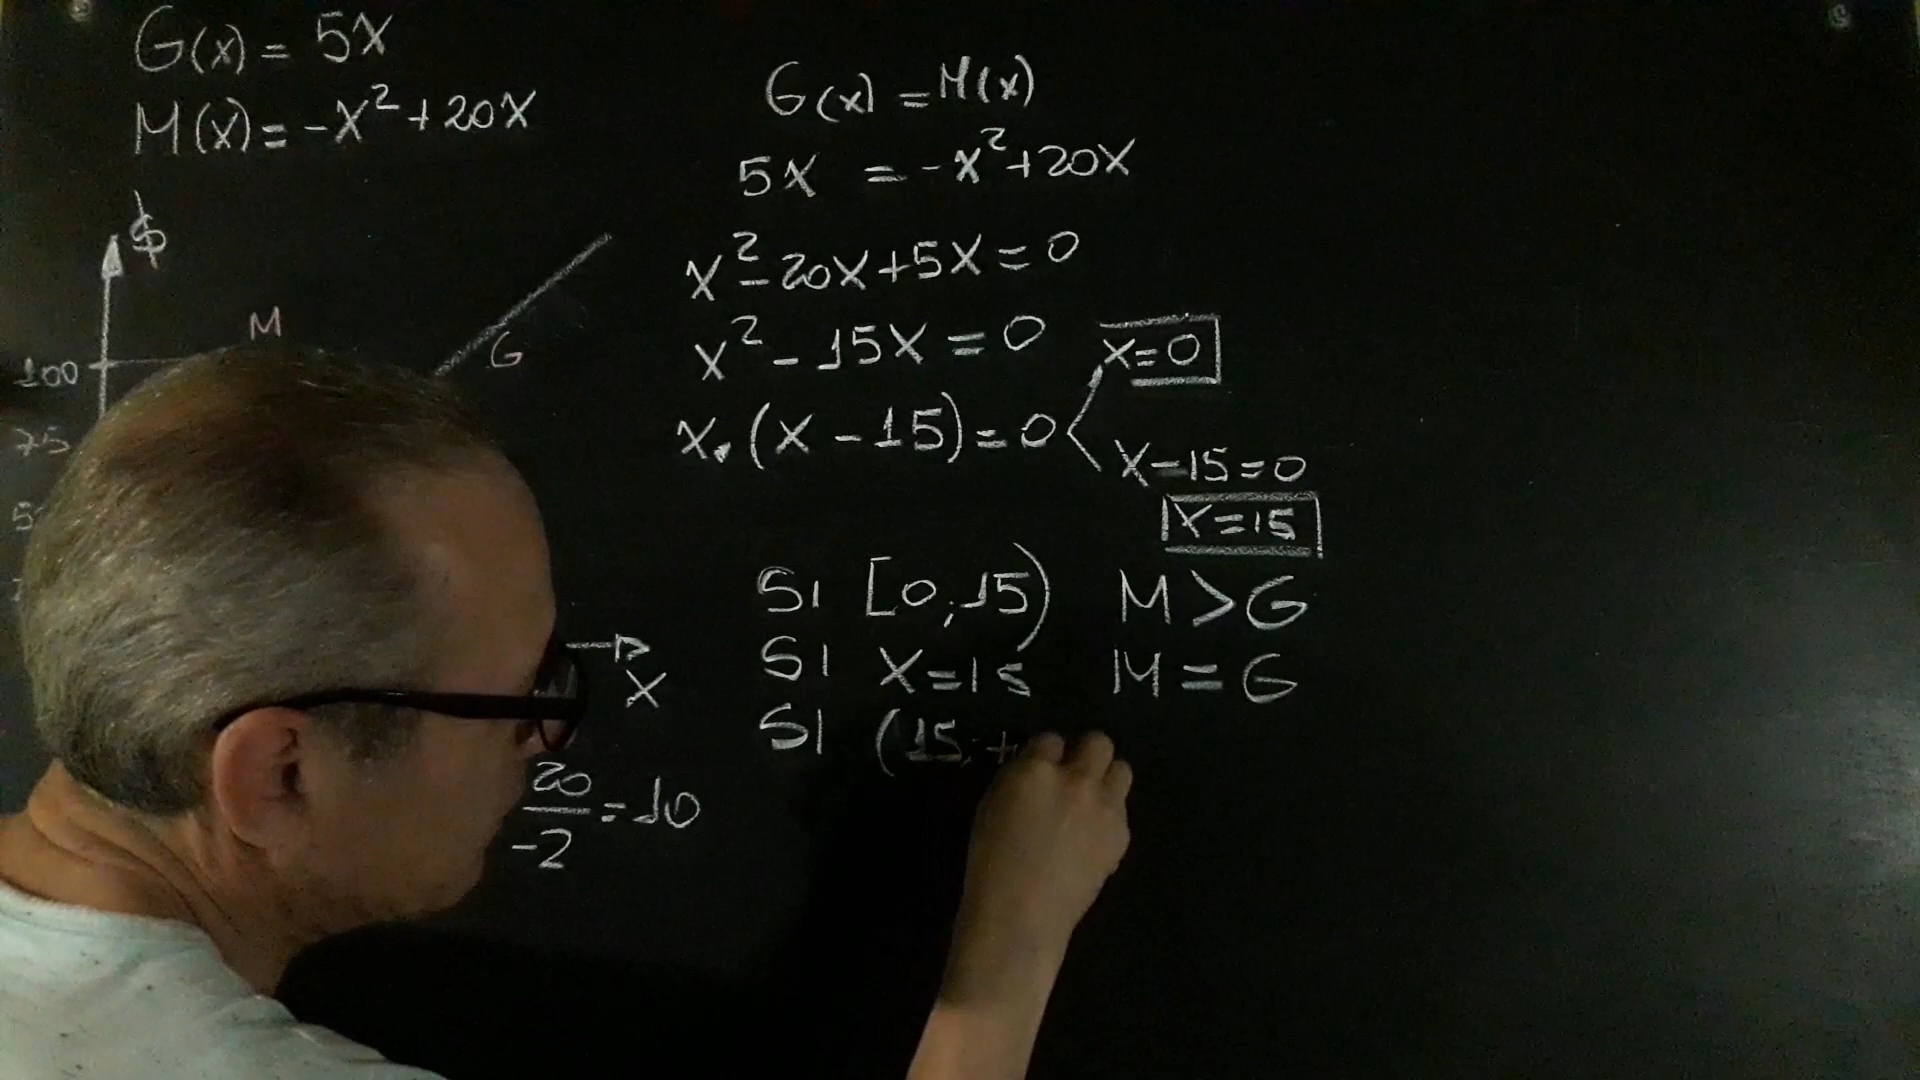 G(x) = 5x
M(x) = -x² + 20x
$
M
G
100
75
x
20/-2 = 10
G(x) = M(x)
5x = -x² + 20x
x² - 20x + 5x = 0
x² - 15x = 0
x=0
x.(x - 15) = 0
x-15=0
x=15
SI [0;15) M > G
SI x=15 M = G
SI (15;+